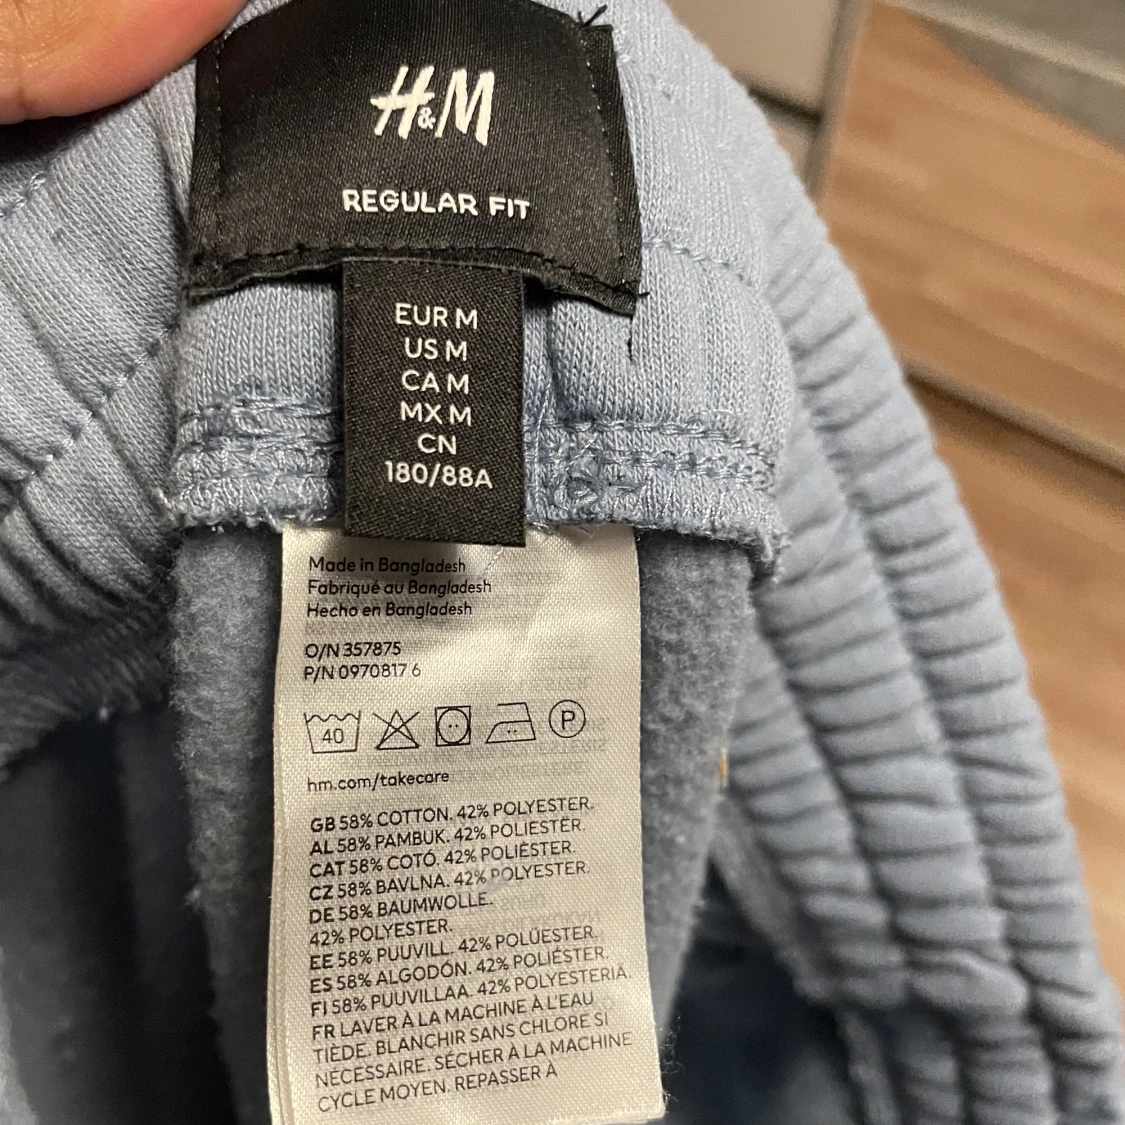 H&M
REGULAR FIT
EUR M
US M
CA M
MX M
CN
180/88A
Made in Bangladesh
Fabriqué au Bangladesh
Hecho en Bangladesh
O/N 357875
P/N 0970817 6
40
P
hm.com/takecare
GB 58% COTTON. 42% POLYESTER.
AL 58% PAMBUK. 42% POLIESTËR.
CAT 58% COTÓ. 42% POLIÈSTER.
CZ 58% BAVLNA. 42% POLYESTER.
DE 58% BAUMWOLLE.
42% POLYESTER.
EE 58% PUUVILL. 42% POLÜESTER.
ES 58% ALGODÓN. 42% POLIÉSTER.
FI 58% PUUVILLAA. 42% POLYESTERIA.
FR LAVER À LA MACHINE À L'EAU
TIÈDE. BLANCHIR SANS CHLORE SI
NÉCESSAIRE. SÉCHER À LA MACHINE
CYCLE MOYEN. REPASSER À